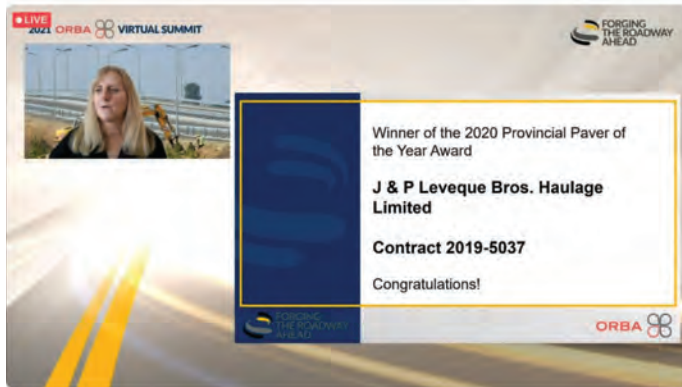 LIVE
2021 ORBA VIRTUAL SUMMIT
FORGING
THE ROADWAY
AHEAD
Winner of the 2020 Provincial Paver of
the Year Award
J & P Leveque Bros. Haulage
Limited
Contract 2019-5037
Congratulations!
FORGING
THE ROADWAY
AHEAD
ORBA